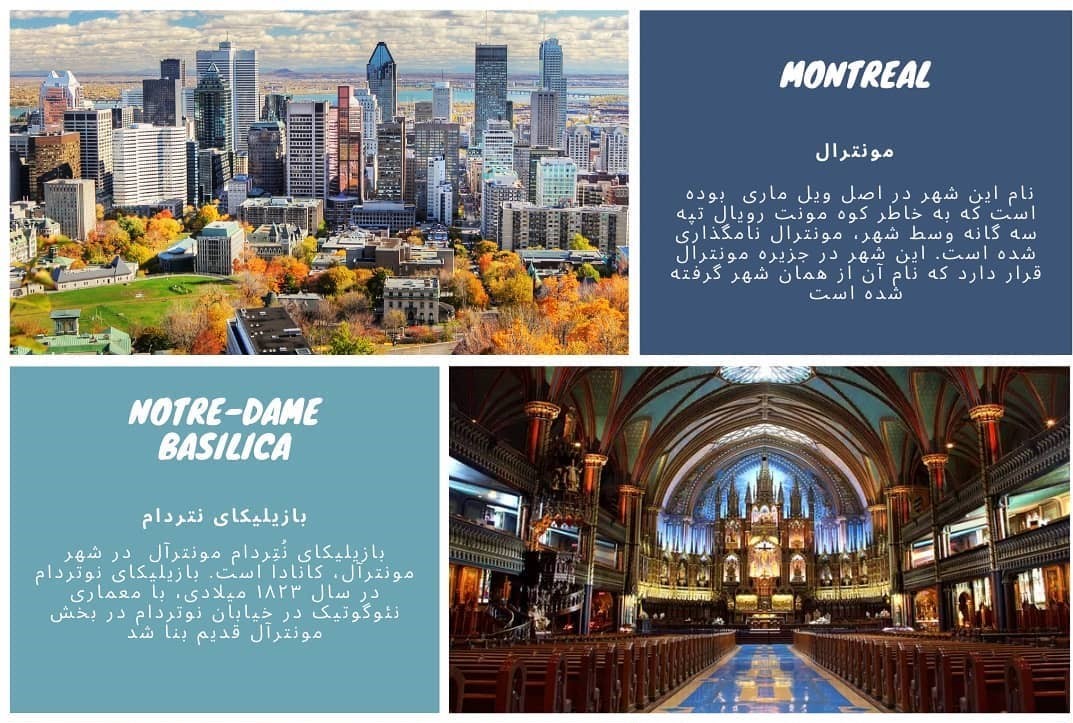 MONTREAL
مونترال
نام این شهر در اصل ویل ماری  بوده
است که به خاطر کوه مونت رویال تپه
سه گانه وسط شهر، مونترال نامگذاری
شده است. این شهر در جزیره مونترال
قرار دارد که نام آن از همان شهر گرفته
شده است
NOTRE-DAME
BASILICA
بازیلیکای نتردام
بازیلیکای نُتِردام مونترآل  در شهر
مونترآل، کانادا است. بازیلیکای نوتردام
در سال ۱۸۲۳ میلادی، با معماری
نئوگوتیک در خیابان نوتردام در بخش
مونترآل قدیم بنا شد